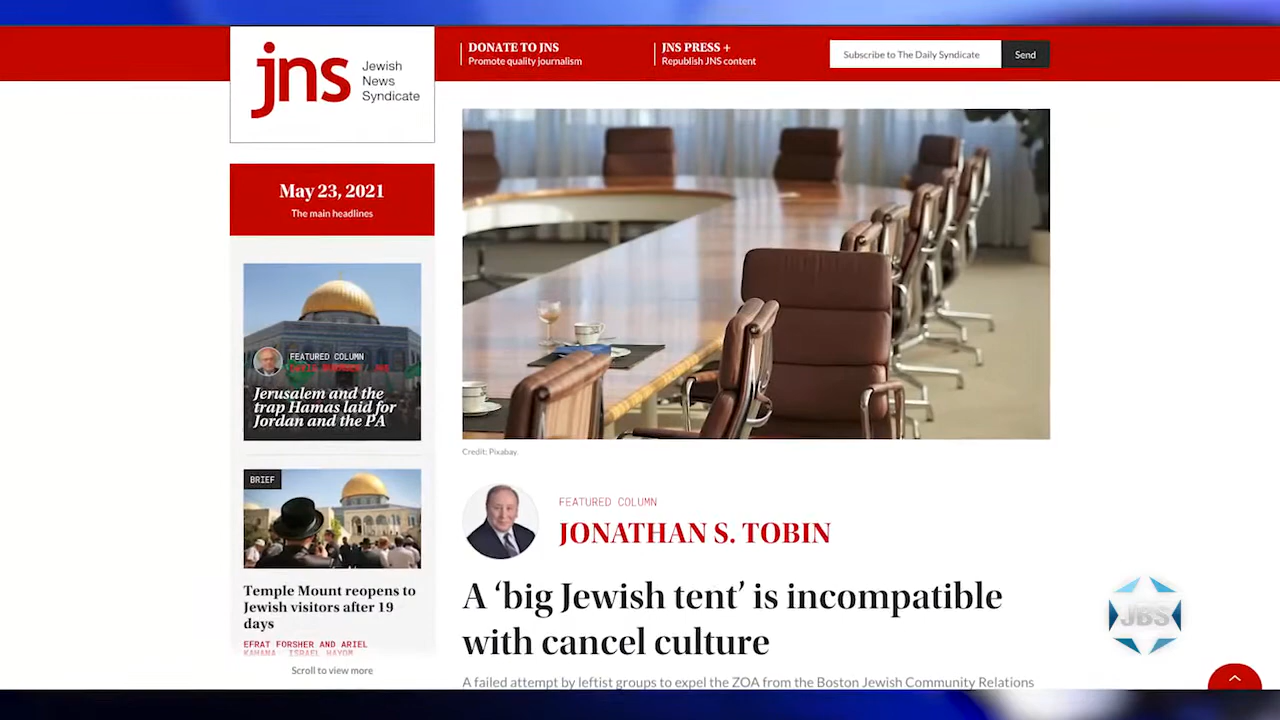 jns
Jewish
News
Syndicate
DONATE TO JNS
Promote quality journalism
JNS PRESS +
Republish JNS content
Subscribe to The Daily Syndicate
Send
May 23, 2021
The main headlines
FEATURED COLUMN
Jerusalem and the
trap Hamas laid for
Jordan and the PA
BRIEF
Temple Mount reopens to
Jewish visitors after 19
days
EFRAT FORSHER AND ARIEL
KAHANA, ISRAEL HAYOM
Scroll to view more
Credit: Pixabay.
FEATURED COLUMN
JONATHAN S. TOBIN
A ‘big Jewish tent’ is incompatible
with cancel culture
A failed attempt by leftist groups to expel the ZOA from the Boston Jewish Community Relations
JBS